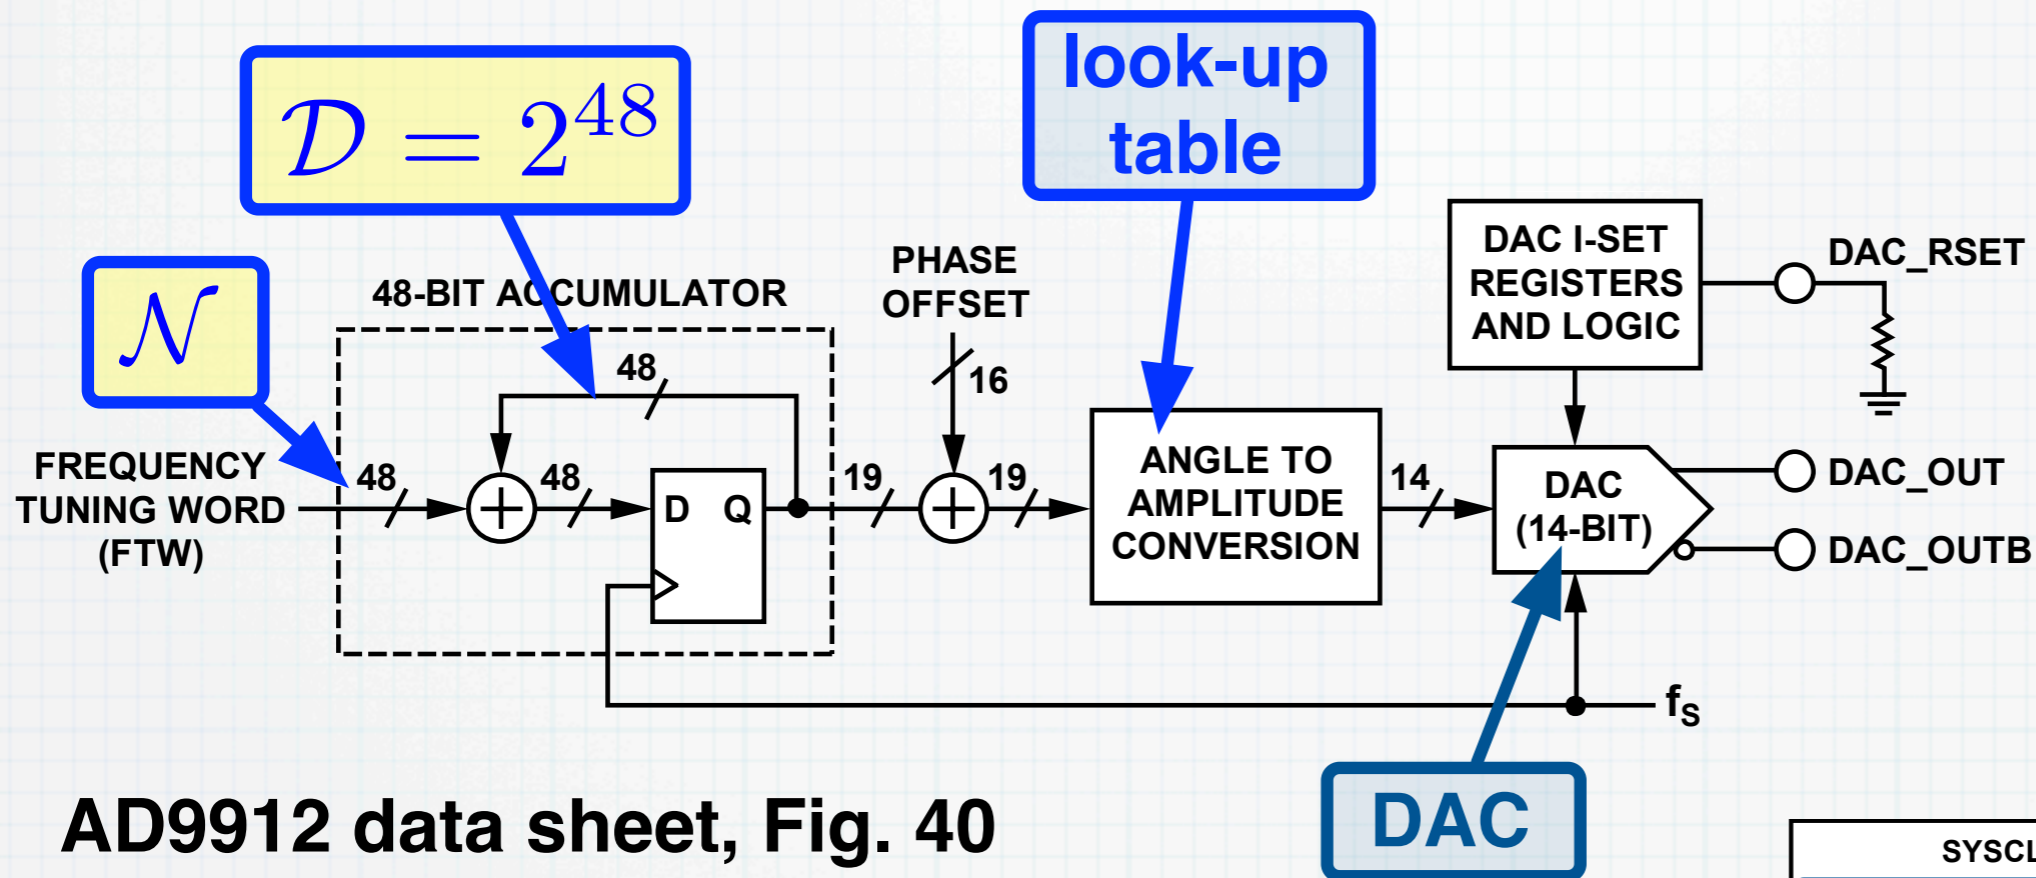 look-up
table
𝒟 = 2^48
𝒩
48-BIT ACCUMULATOR
PHASE
OFFSET
16
48
FREQUENCY
TUNING WORD
(FTW)
48
48
D Q
19
19
ANGLE TO
AMPLITUDE
CONVERSION
14
DAC I-SET
REGISTERS
AND LOGIC
DAC_RSET
DAC
(14-BIT)
DAC_OUT
DAC_OUTB
fS
DAC
AD9912 data sheet, Fig. 40